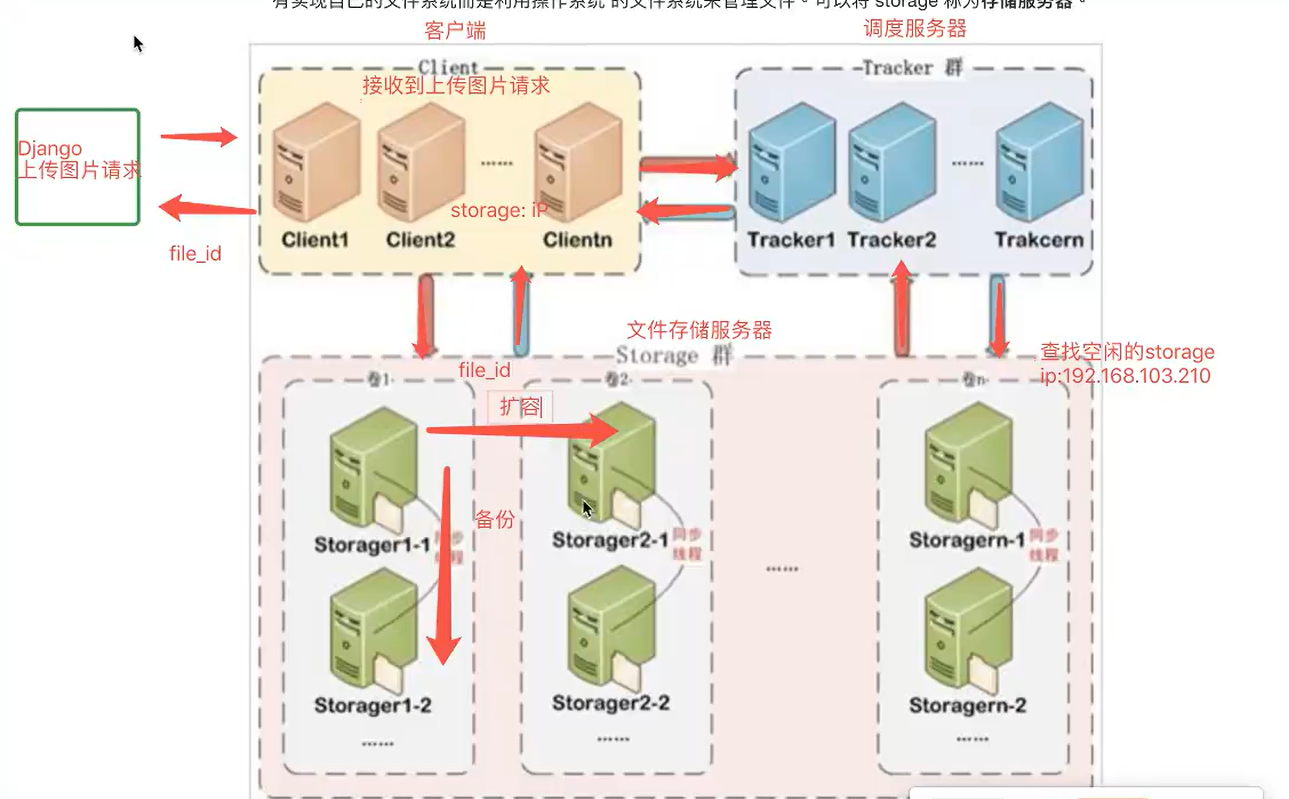 有实现自己的文件系统而是利用操作系统 的文件系统来管理文件。可以将 storage 称为存储服务器。
客户端
调度服务器
Client
Tracker 群
接收到上传图片请求
Django
上传图片请求
......
......
storage: iP
Client1
Client2
Clientn
Tracker1
Tracker2
Trakcern
file_id
文件存储服务器
Storage 群
查找空闲的storage
ip:192.168.103.210
file_id
卷1
卷2
卷n
扩容
备份
Storager1-1
步
线程
Storager2-1
同步
线程
Storagern-1
同步
线程
......
Storager1-2
Storager2-2
Storagern-2
......
......
......